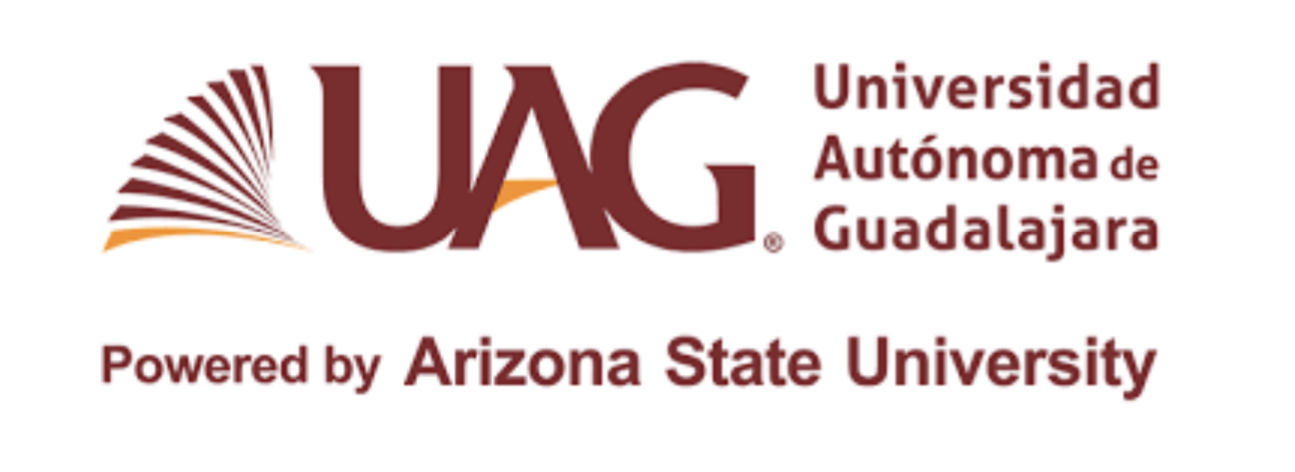 UAG®
Universidad
Autónoma de
Guadalajara
Powered by Arizona State University